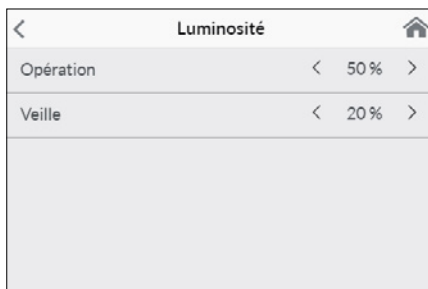 Luminosité
Opération < 50 % >
Veille < 20 % >